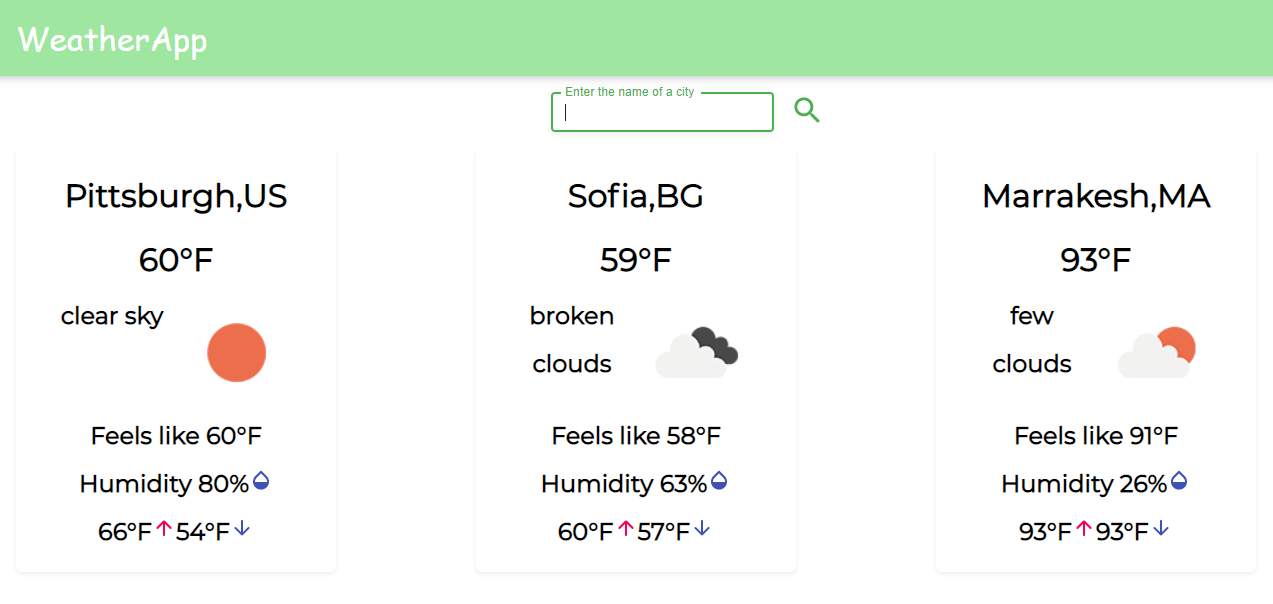 WeatherApp
Enter the name of a city
Pittsburgh,US
60°F
clear sky
Feels like 60°F
Humidity 80%
66°F 54°F
Sofia,BG
59°F
broken
clouds
Feels like 58°F
Humidity 63%
60°F 57°F
Marrakesh,MA
93°F
few
clouds
Feels like 91°F
Humidity 26%
93°F 93°F